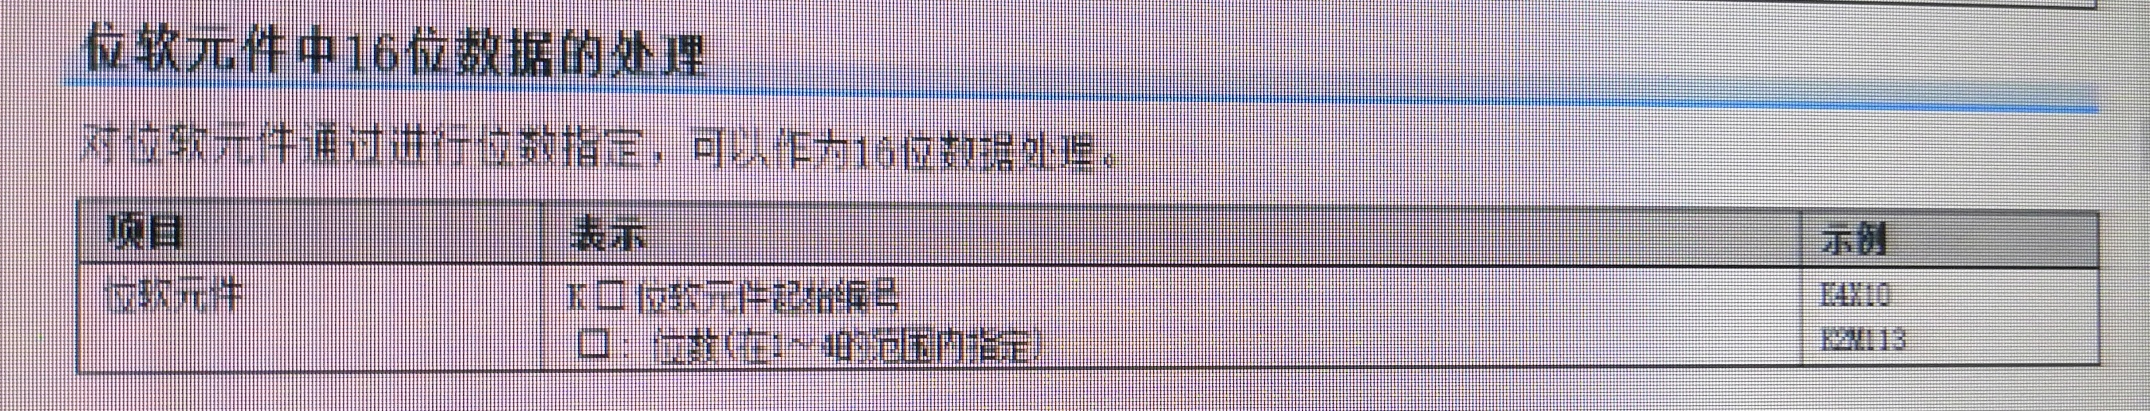 位软元件中16位数据的处理
对位软元件通过进行位数指定，可以作为16位数据处理。
项目 表示 示例
位软元件 K□位软元件起始编号 K4X10
□：位数(在1～4的范围内指定) K2M113